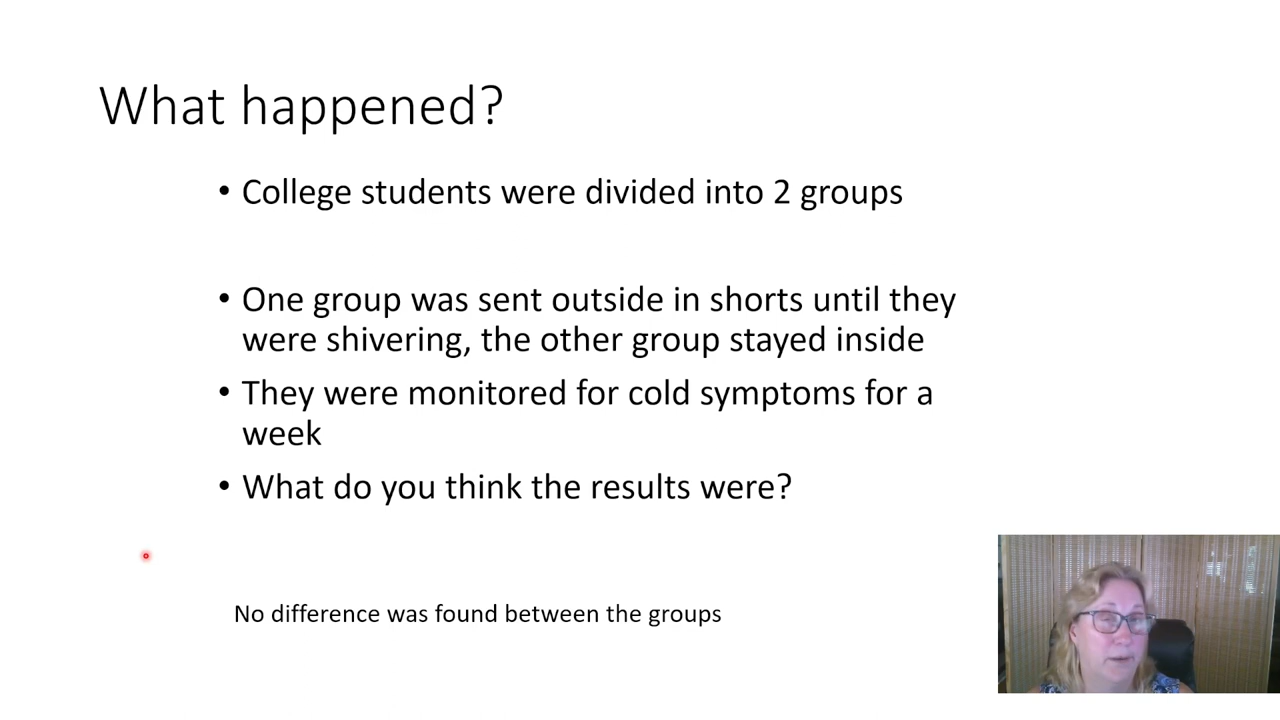 What happened?
• College students were divided into 2 groups
• One group was sent outside in shorts until they
were shivering, the other group stayed inside
• They were monitored for cold symptoms for a
week
• What do you think the results were?
No difference was found between the groups